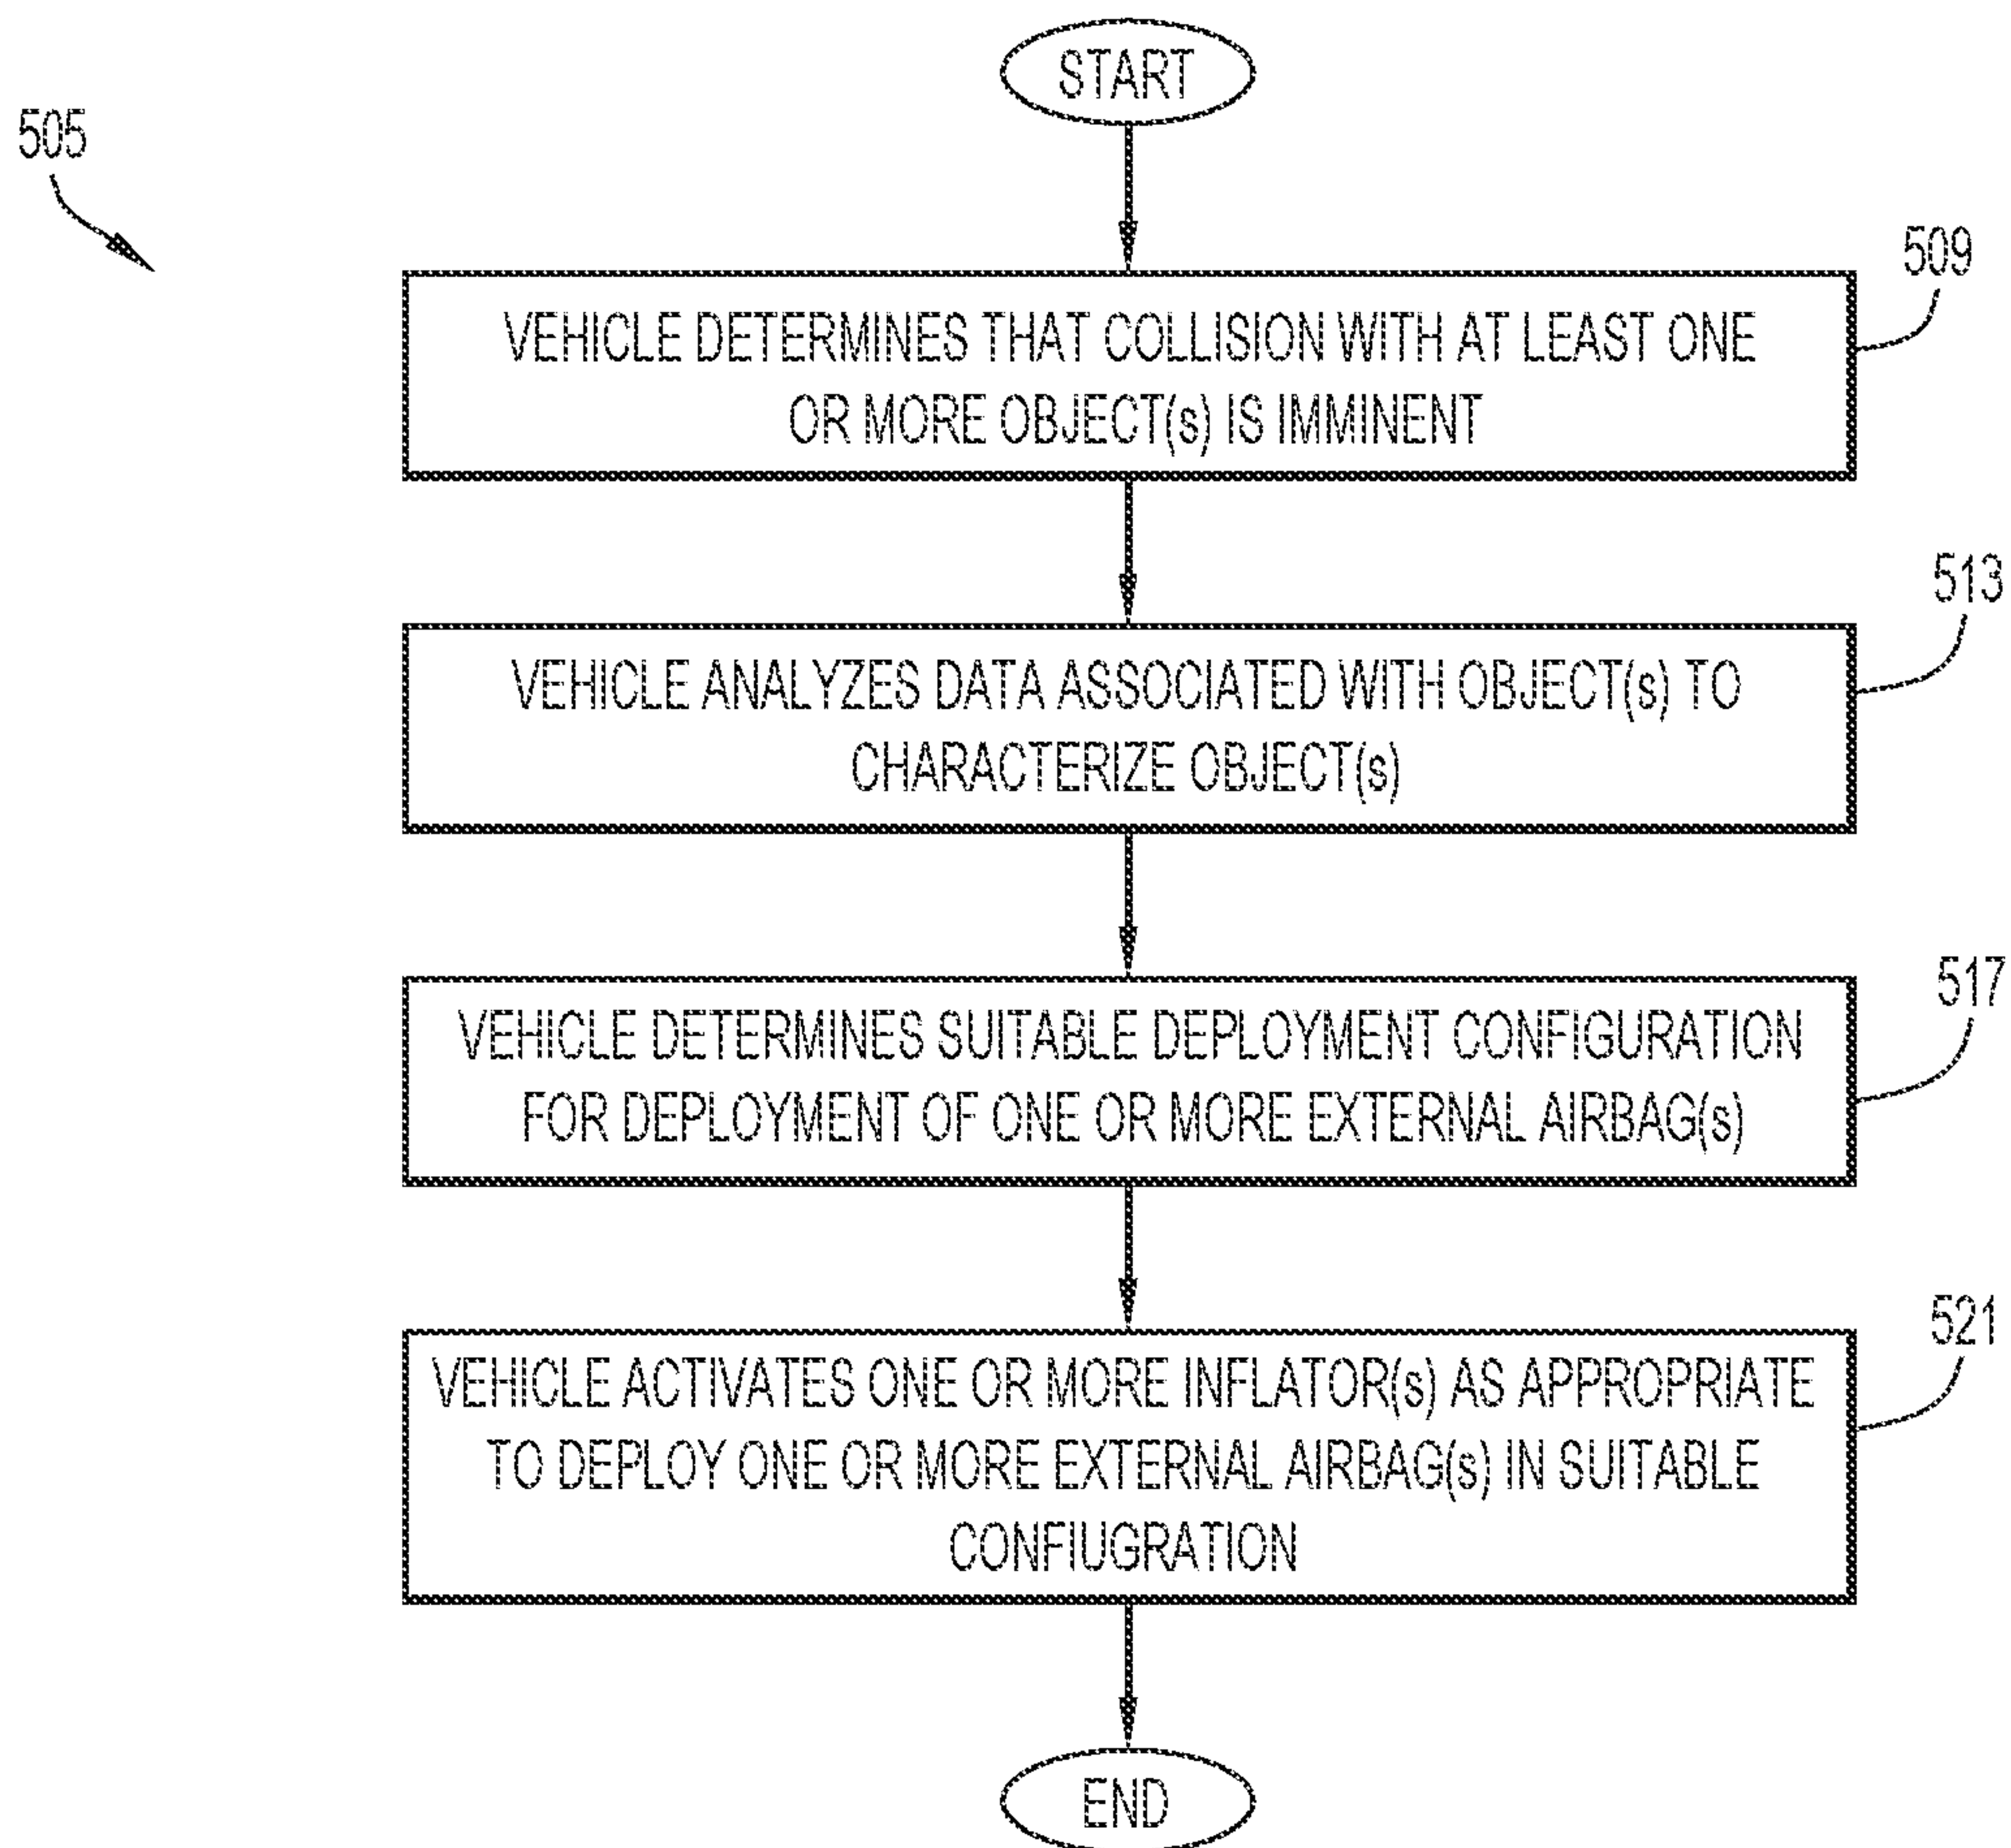 START
505
509
VEHICLE DETERMINES THAT COLLISION WITH AT LEAST ONE
OR MORE OBJECT(s) IS IMMINENT
513
VEHICLE ANALYZES DATA ASSOCIATED WITH OBJECT(s) TO
CHARACTERIZE OBJECT(s)
517
VEHICLE DETERMINES SUITABLE DEPLOYMENT CONFIGURATION
FOR DEPLOYMENT OF ONE OR MORE EXTERNAL AIRBAG(s)
521
VEHICLE ACTIVATES ONE OR MORE INFLATOR(s) AS APPROPRIATE
TO DEPLOY ONE OR MORE EXTERNAL AIRBAG(s) IN SUITABLE
CONFIUGRATION
END